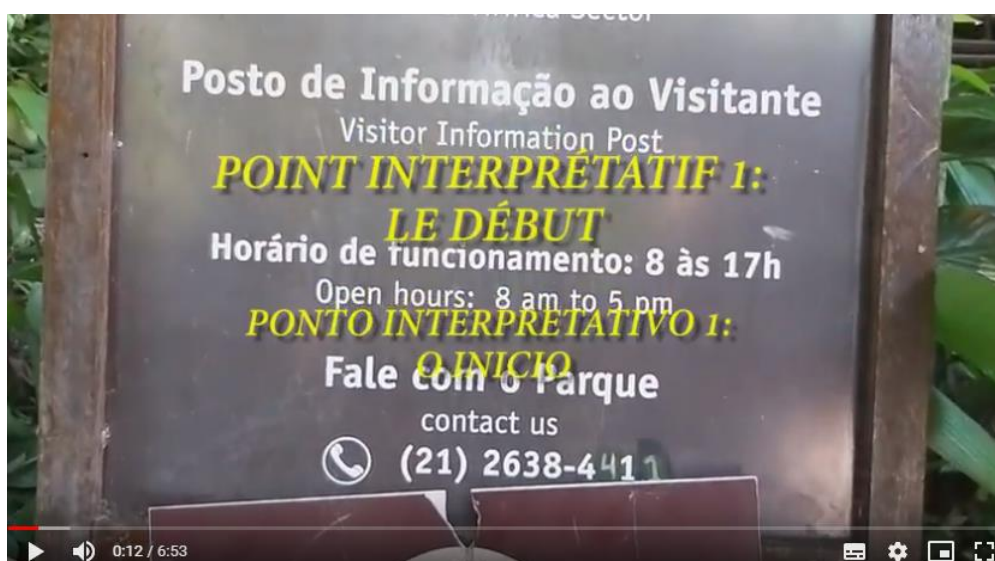 Posto de Informação ao Visitante
Visitor Information Post
POINT INTERPRÉTATIF 1:
LE DÉBUT
Horário de funcionamento: 8 às 17h
Open hours: 8 am to 5 pm
PONTO INTERPRETATIVO 1:
O INICIO
Fale com o Parque
contact us
(21) 2638-4411
0:12 / 6:53